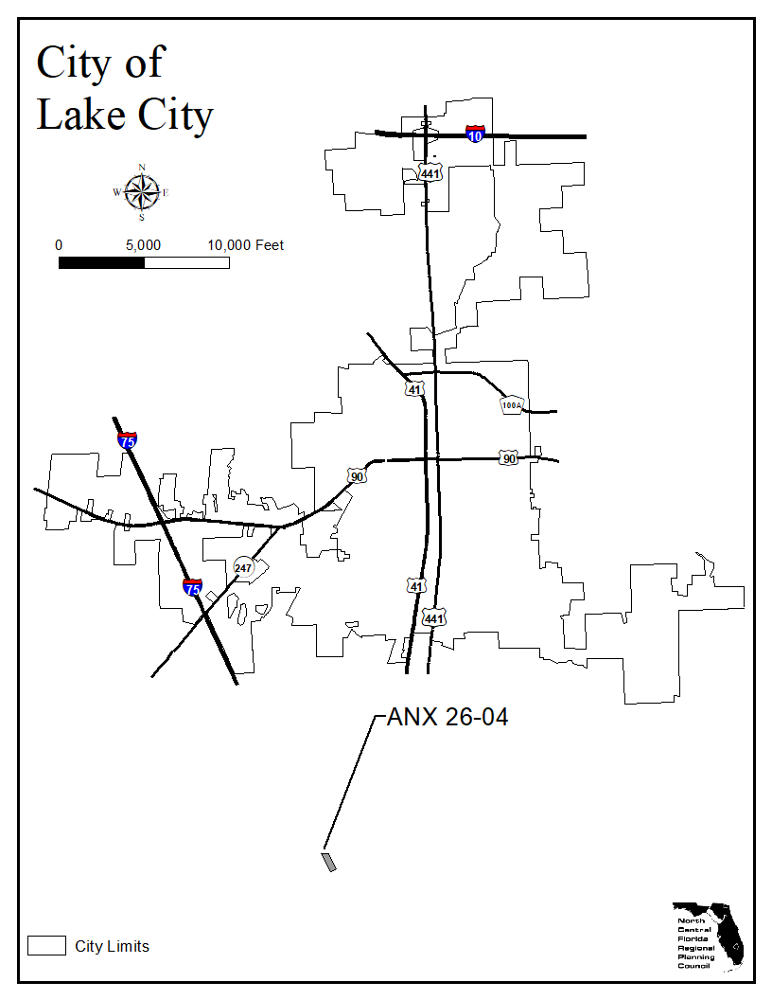 City of
Lake City
N
W E
S
0 5,000 10,000 Feet
10
441
41
100A
75
90
90
247
75
41
441
ANX 26-04
City Limits
North
Central
Florida
Regional
Planning
Council